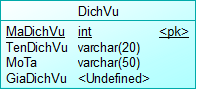 DichVu
MaDichVu int <pk>
TenDichVu varchar(20)
MoTa varchar(50)
GiaDichVu <Undefined>